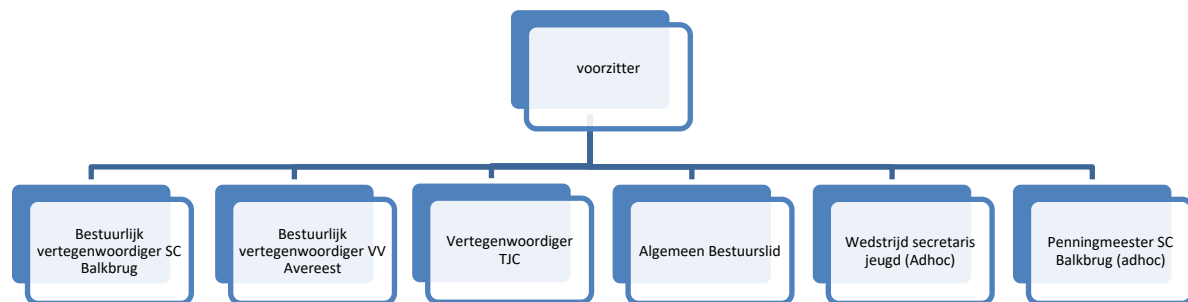 voorzitter
Bestuurlijk
vertegenwoordiger SC
Balkbrug
Bestuurlijk
vertegenwoordiger VV
Avereest
Vertegenwoordiger
TJC
Algemeen Bestuurslid
Wedstrijd secretaris
jeugd (Adhoc)
Penningmeester SC
Balkbrug (adhoc)